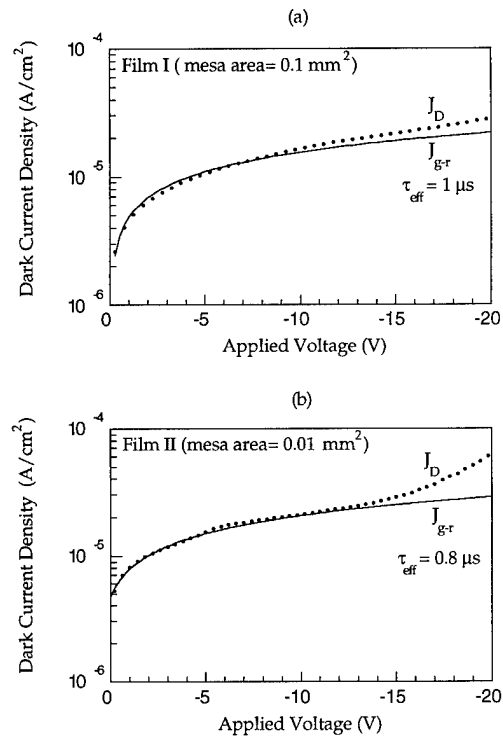 (a)
10⁻⁴
Film I ( mesa area= 0.1 mm²)
J_D
10⁻⁵
J_g-r
τ_eff = 1 μs
10⁻⁶
Dark Current Density (A/cm²)
0 -5 -10 -15 -20
Applied Voltage (V)
(b)
10⁻⁴
Film II (mesa area= 0.01 mm²)
J_D
10⁻⁵
J_g-r
τ_eff = 0.8 μs
10⁻⁶
Dark Current Density (A/cm²)
0 -5 -10 -15 -20
Applied Voltage (V)